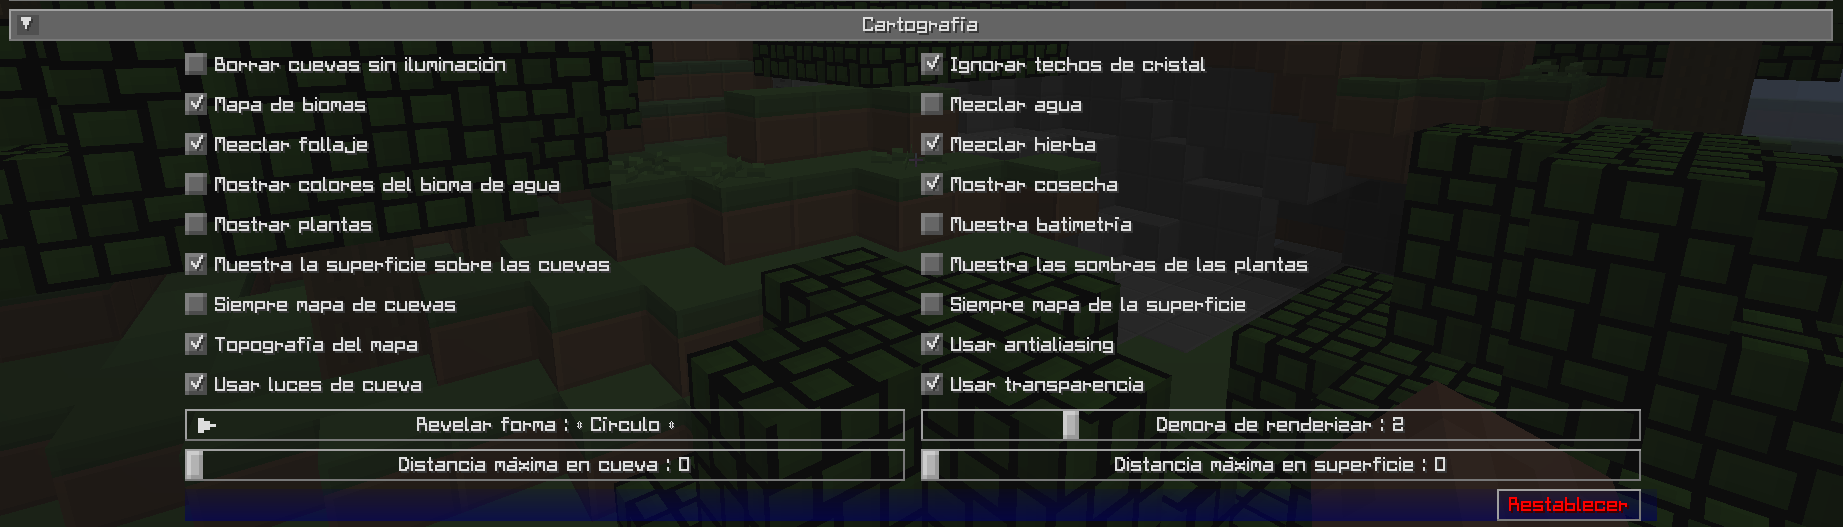 Cartografía
Borrar cuevas sin iluminación
Ignorar techos de cristal
Mapa de biomas
Mezclar agua
Mezclar follaje
Mezclar hierba
Mostrar colores del bioma de agua
Mostrar cosecha
Mostrar plantas
Muestra batimetría
Muestra la superficie sobre las cuevas
Muestra las sombras de las plantas
Siempre mapa de cuevas
Siempre mapa de la superficie
Topografía del mapa
Usar antialiasing
Usar luces de cueva
Usar transparencia
Revelar forma : ◦ Círculo ◦
Demora de renderizar : 2
Distancia máxima en cueva : 0
Distancia máxima en superficie : 0
Restablecer